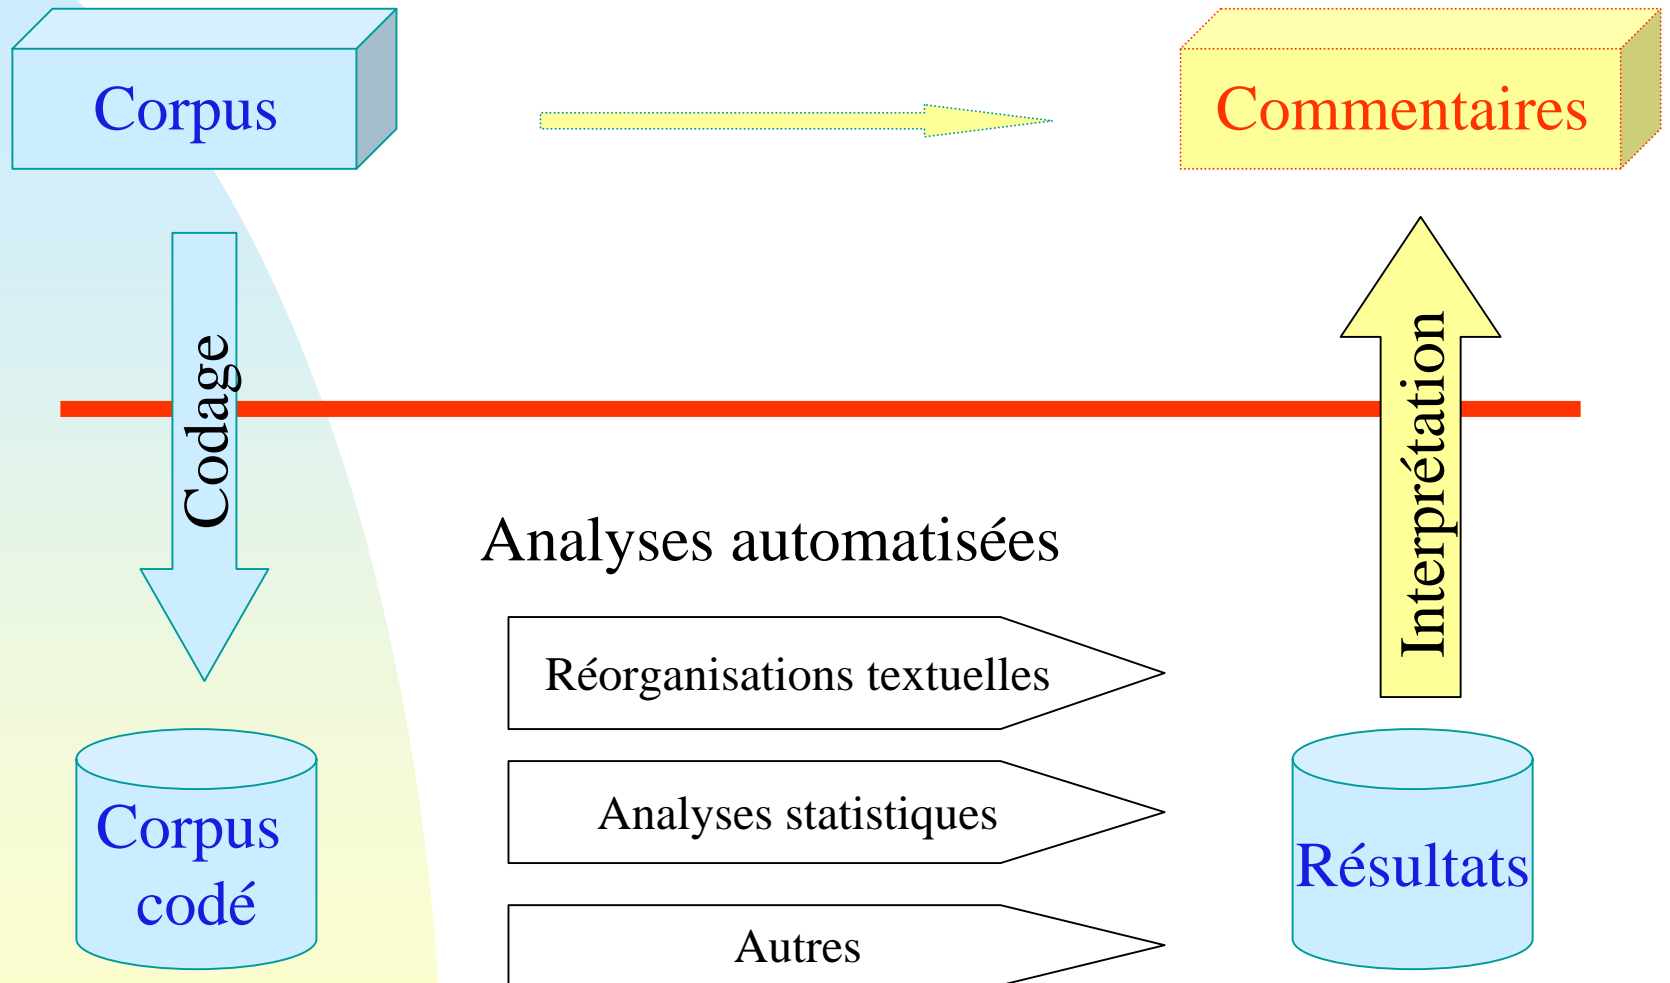 Corpus
Commentaires
Codage
Interprétation
Analyses automatisées
Réorganisations textuelles
Analyses statistiques
Autres
Corpus
codé
Résultats